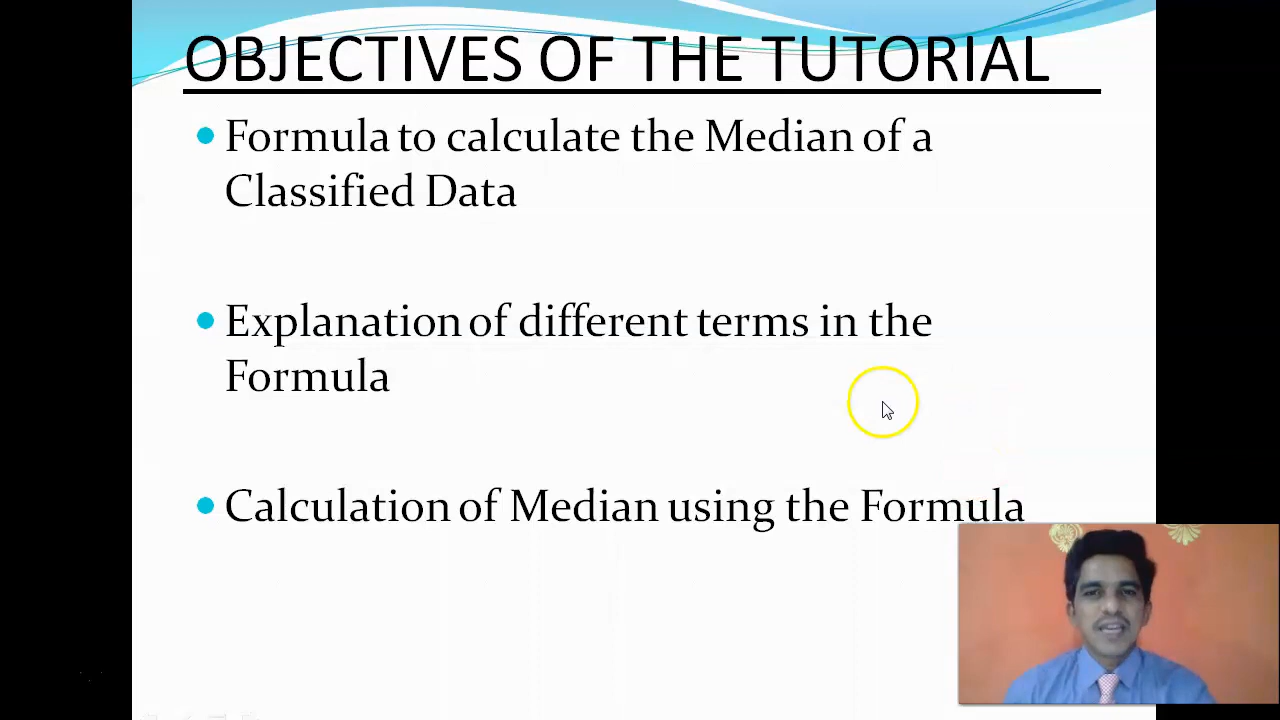 OBJECTIVES OF THE TUTORIAL
Formula to calculate the Median of a
Classified Data
Explanation of different terms in the
Formula
Calculation of Median using the Formula